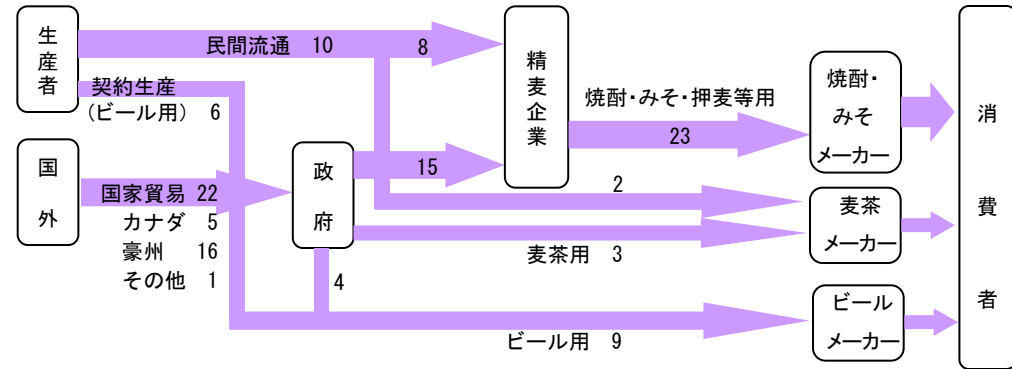 生産者
民間流通 10
8
契約生産
(ビール用) 6
国外
国家貿易 22
カナダ 5
豪州 16
その他 1
政府
15
4
精麦企業
焼酎・みそ・押麦等用
23
2
麦茶用 3
ビール用 9
焼酎・
みそ
メーカー
麦茶
メーカー
ビール
メーカー
消費者